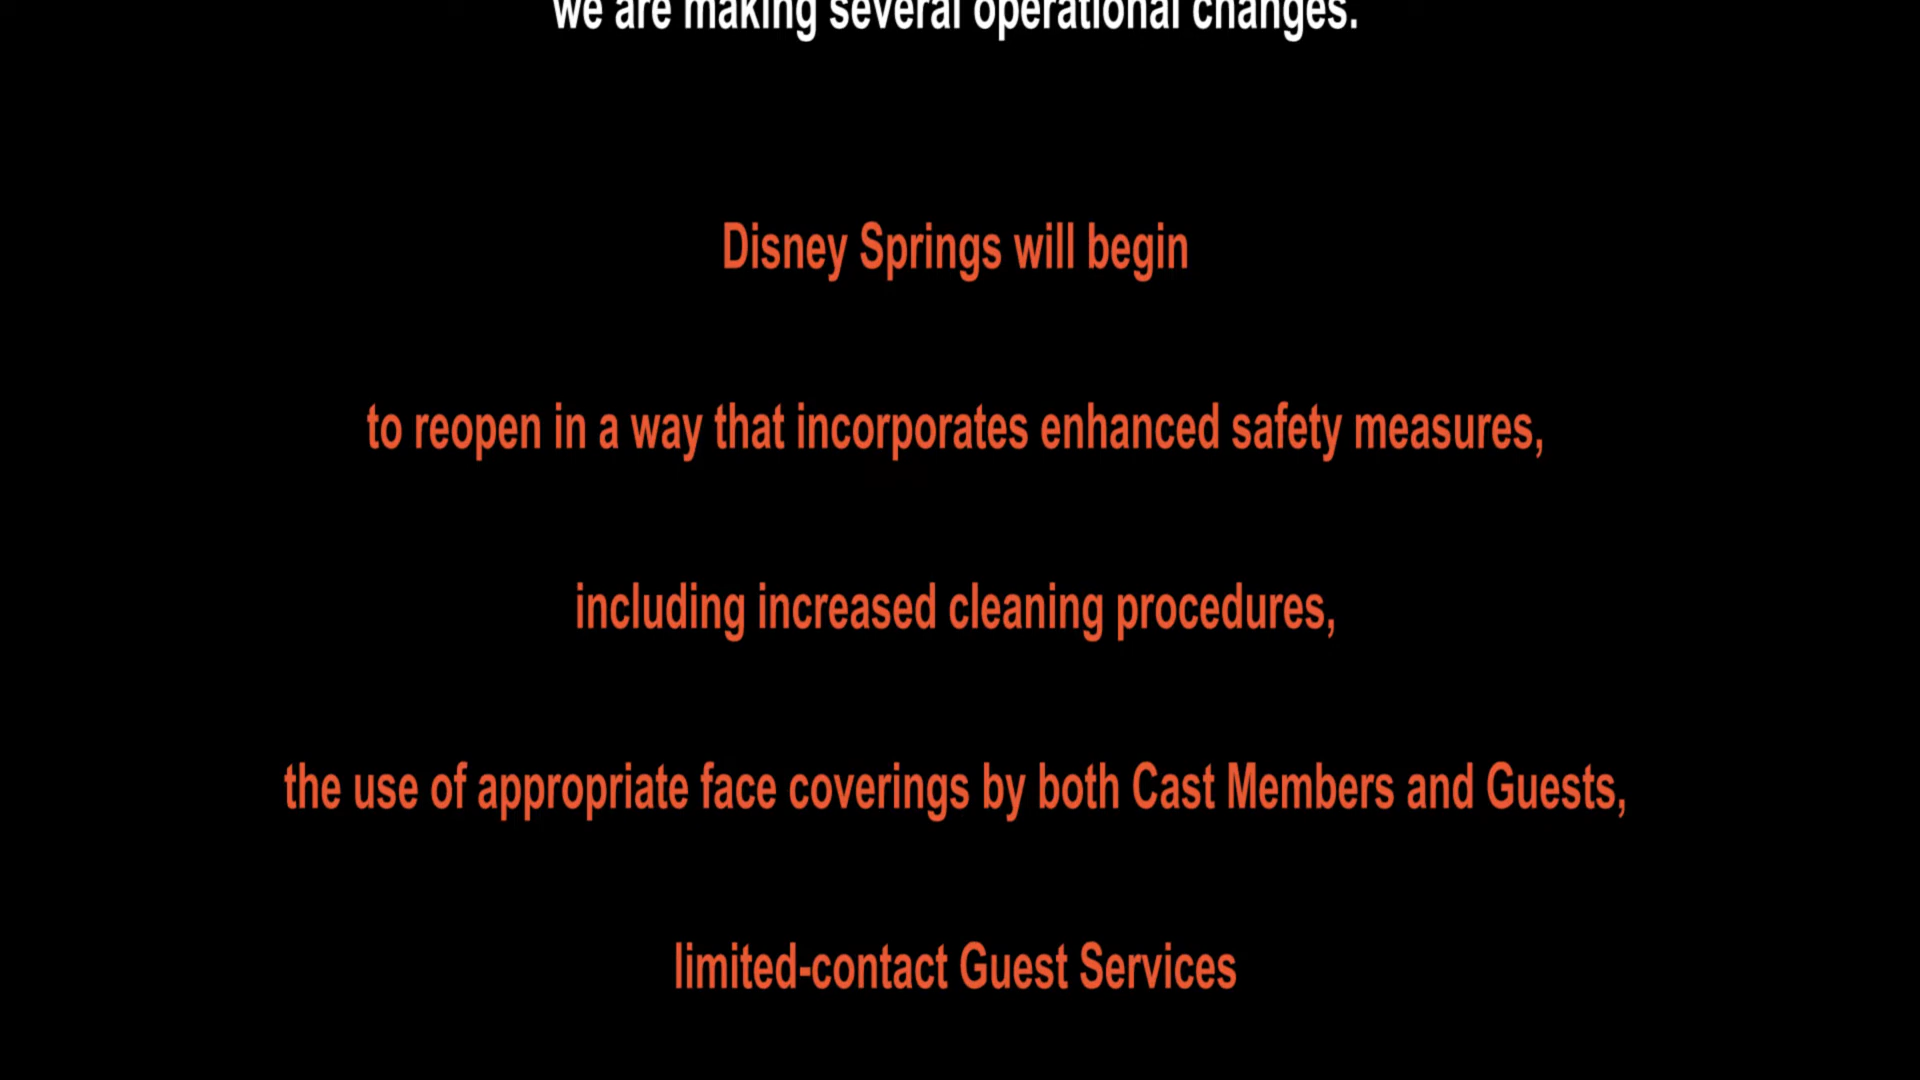 we are making several operational changes.
Disney Springs will begin
to reopen in a way that incorporates enhanced safety measures,
including increased cleaning procedures,
the use of appropriate face coverings by both Cast Members and Guests,
limited-contact Guest Services